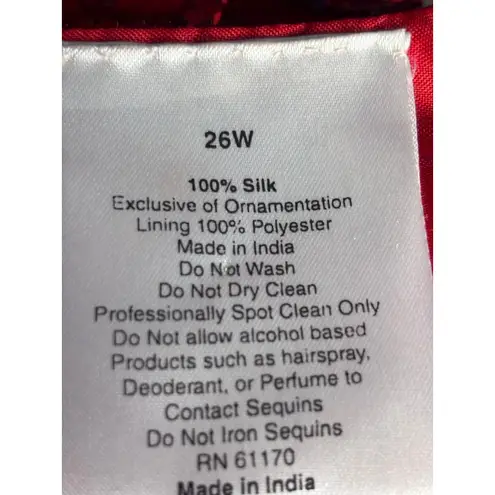 26W
100% Silk
Exclusive of Ornamentation
Lining 100% Polyester
Made in India
Do Not Wash
Do Not Dry Clean
Professionally Spot Clean Only
Do Not allow alcohol based
Products such as hairspray,
Deodorant, or Perfume to
Contact Sequins
Do Not Iron Sequins
RN 61170
Made in India